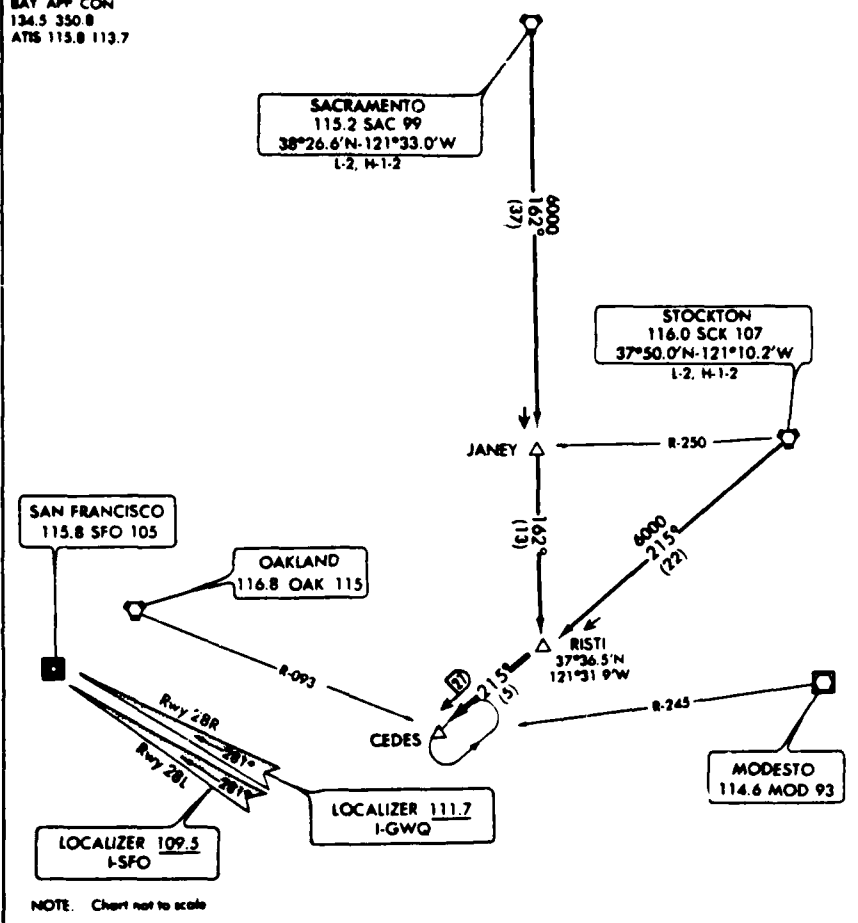 BAY APP CON
134.5 350.8
ATIS 115.8 113.7
SACRAMENTO
115.2 SAC 99
38°26.6'N-121°33.0'W
L-2, H-1-2
6000
162°
(37)
STOCKTON
116.0 SCK 107
37°50.0'N-121°10.2'W
L-2, H-1-2
JANEY
R-250
162°
(13)
6000
215°
(22)
SAN FRANCISCO
115.8 SFO 105
OAKLAND
116.8 OAK 115
RISTI
37°36.5'N
121°31.9'W
R-093
27
215°
(5)
R-245
CEDES
Rwy 28R
281°
Rwy 28L
281°
MODESTO
114.6 MOD 93
LOCALIZER 111.7
I-GWQ
LOCALIZER 109.5
I-SFO
NOTE. Chart not to scale